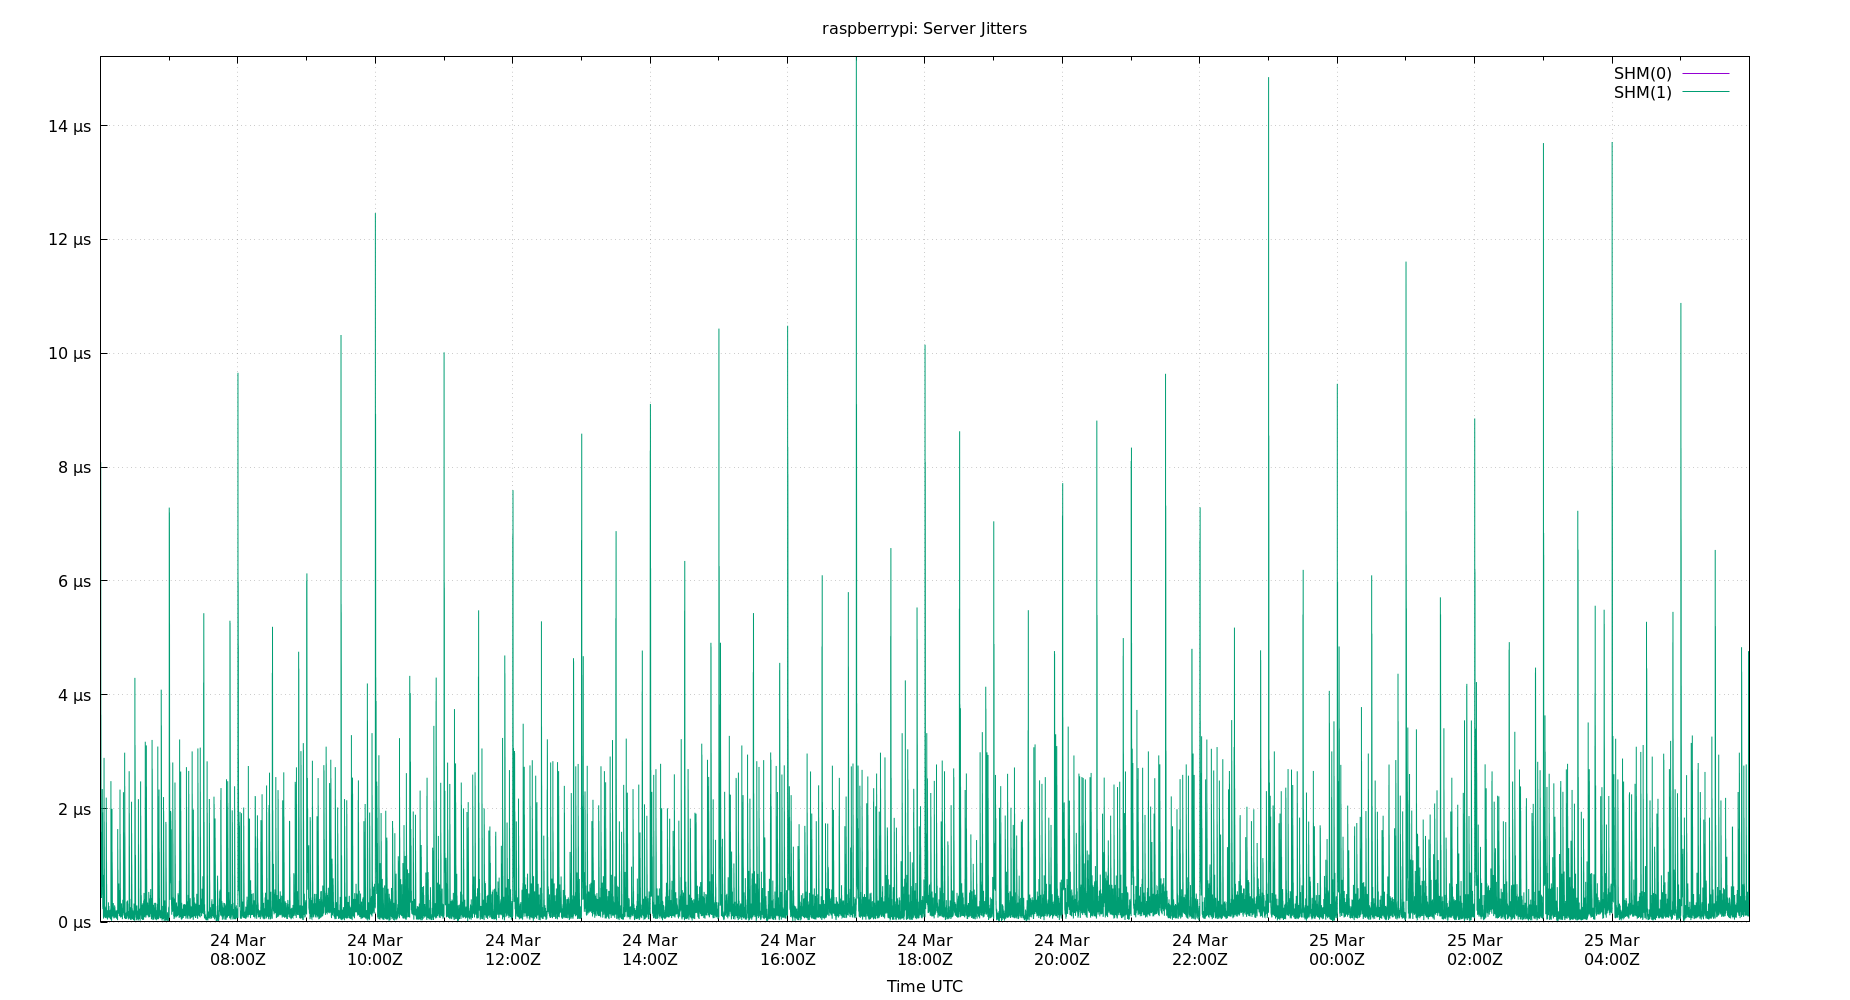 raspberrypi: Server Jitters
SHM(0)
SHM(1)
14 µs
12 µs
10 µs
8 µs
6 µs
4 µs
2 µs
0 µs
24 Mar 24 Mar 24 Mar 24 Mar 24 Mar 24 Mar 24 Mar 24 Mar 25 Mar 25 Mar 25 Mar
08:00Z 10:00Z 12:00Z 14:00Z 16:00Z 18:00Z 20:00Z 22:00Z 00:00Z 02:00Z 04:00Z
Time UTC